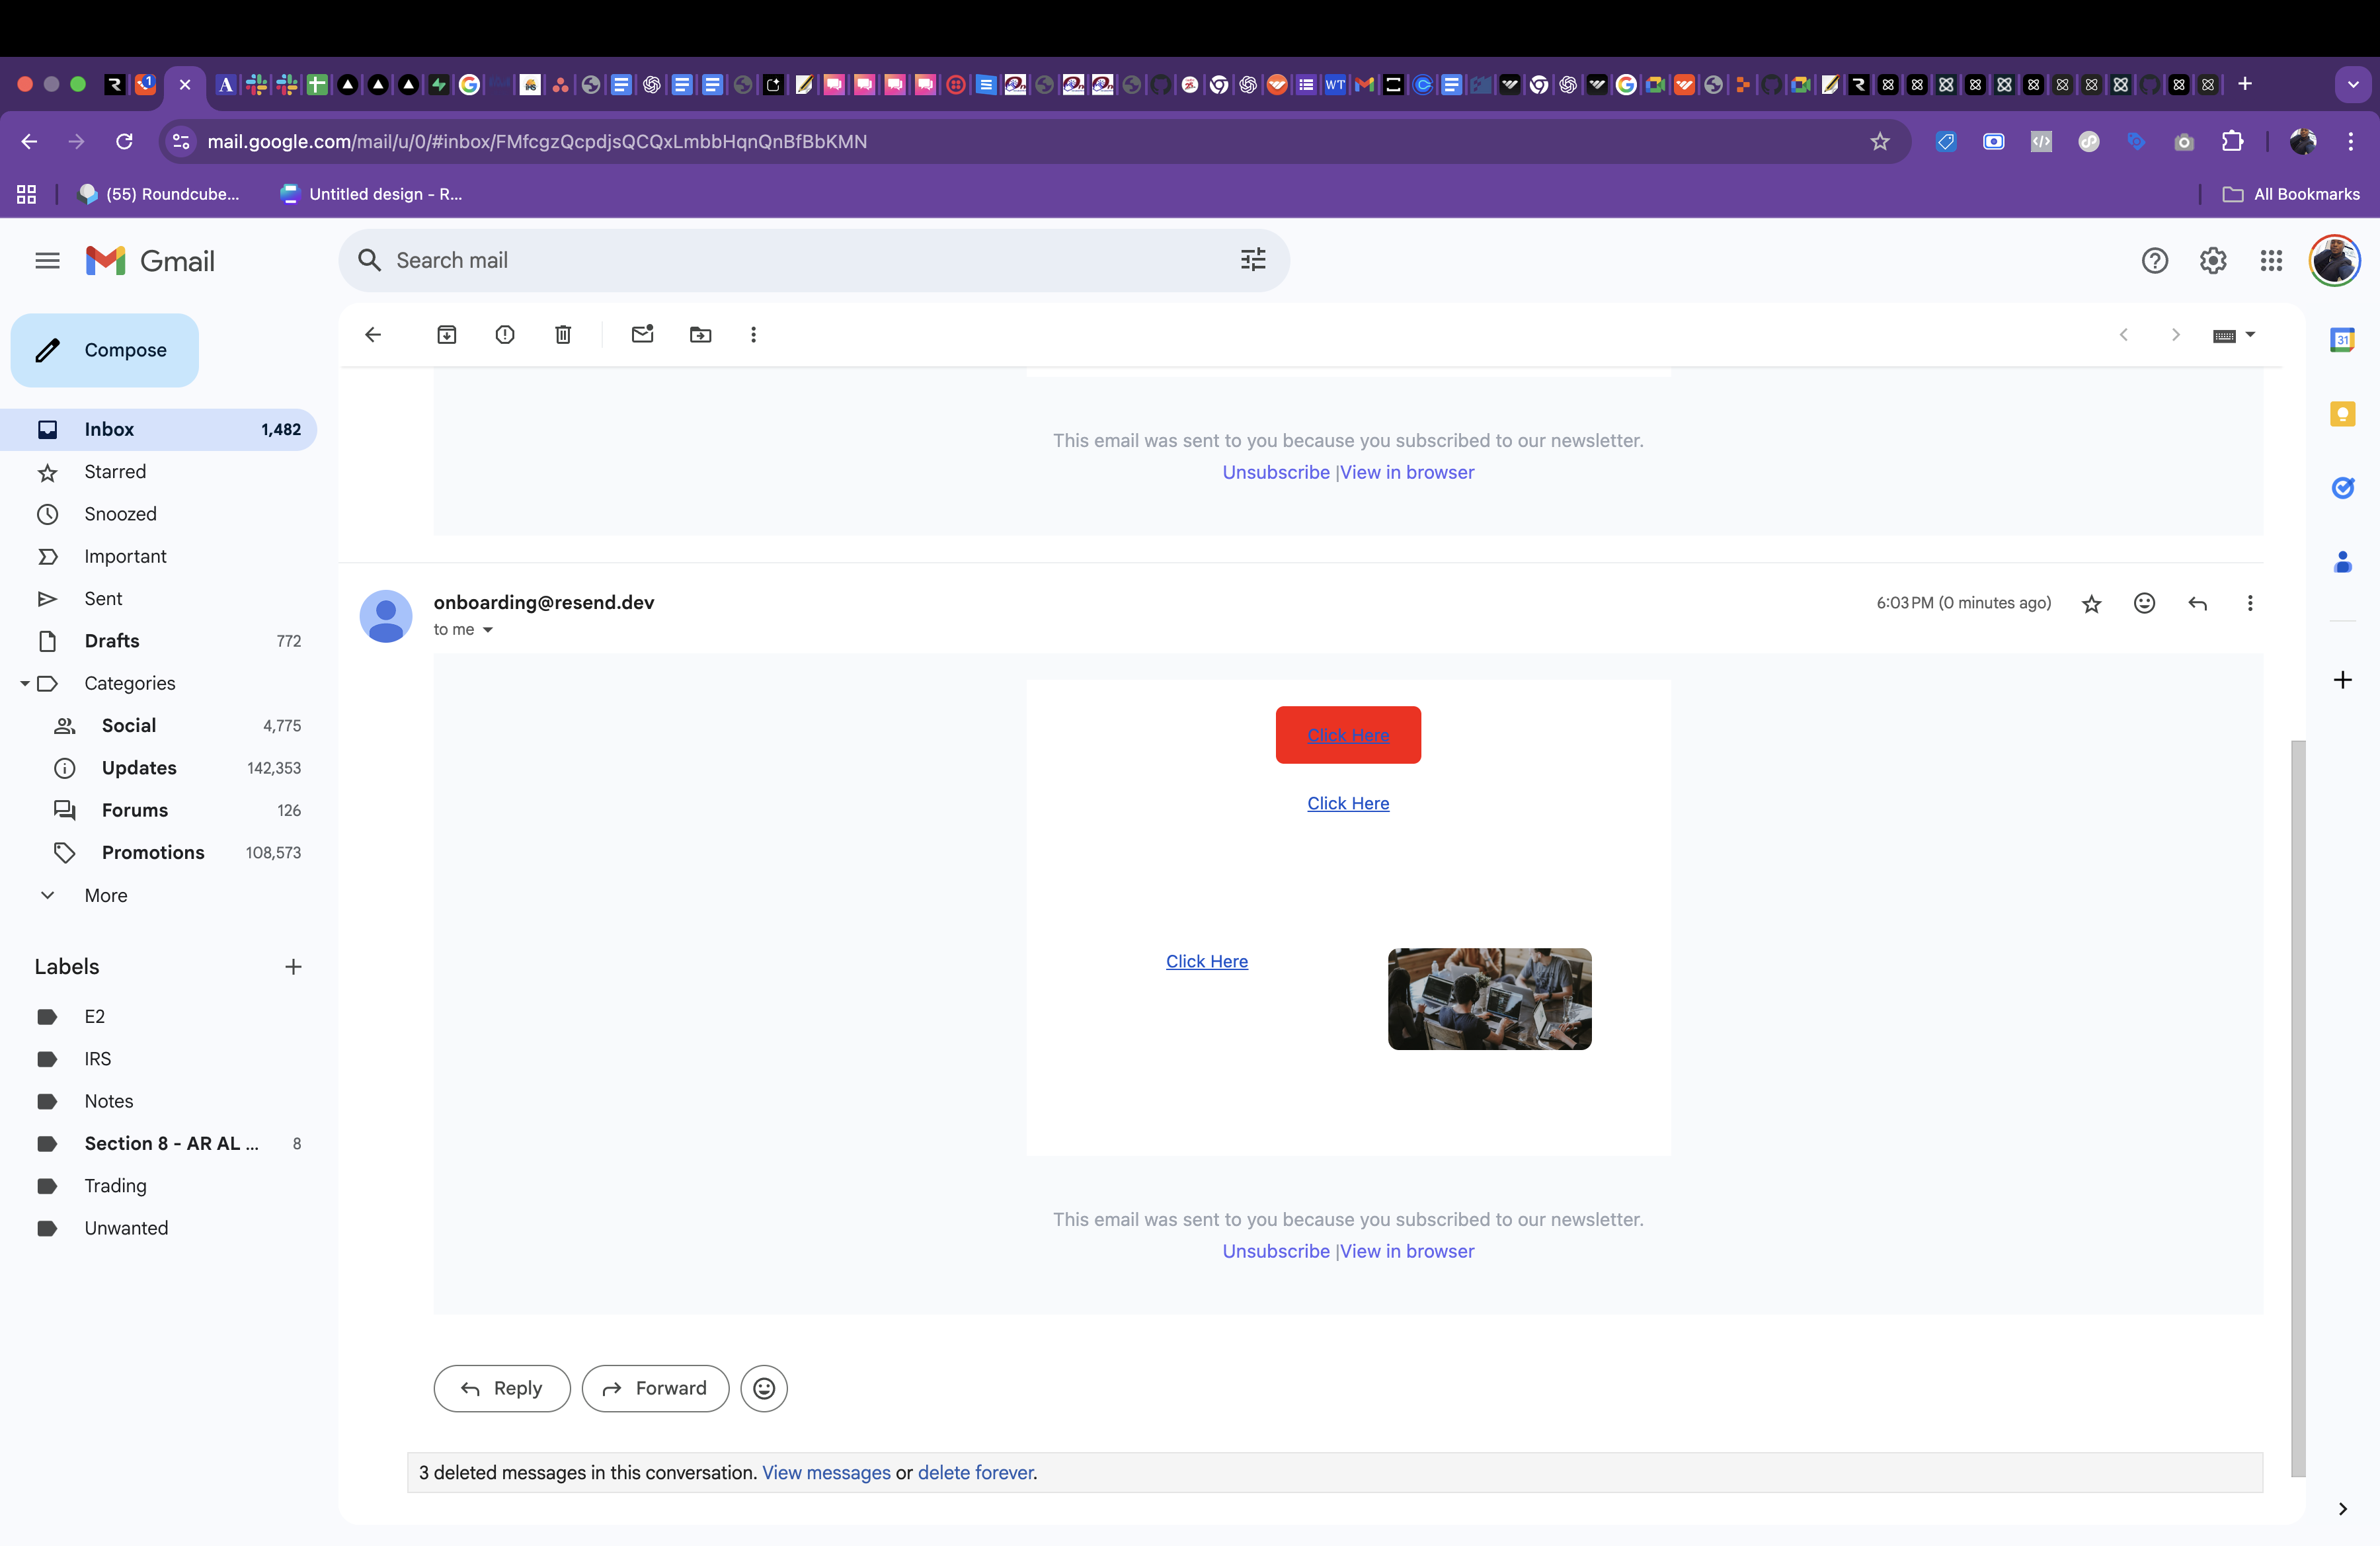 1
A
WT
mail.google.com/mail/u/0/#inbox/FMfcgzQcpdjsQCQxLmbbHqnQnBfBbKMN
(55) Roundcube...
Untitled design - R...
All Bookmarks
Gmail
Search mail
Compose
Inbox 1,482
Starred
Snoozed
Important
Sent
Drafts 772
Categories
Social 4,775
Updates 142,353
Forums 126
Promotions 108,573
More
Labels
E2
IRS
Notes
Section 8 - AR AL ... 8
Trading
Unwanted
31
This email was sent to you because you subscribed to our newsletter.
Unsubscribe |View in browser
onboarding@resend.dev
6:03 PM (0 minutes ago)
to me
Click Here
Click Here
Click Here
This email was sent to you because you subscribed to our newsletter.
Unsubscribe |View in browser
Reply
Forward
3 deleted messages in this conversation. View messages or delete forever.